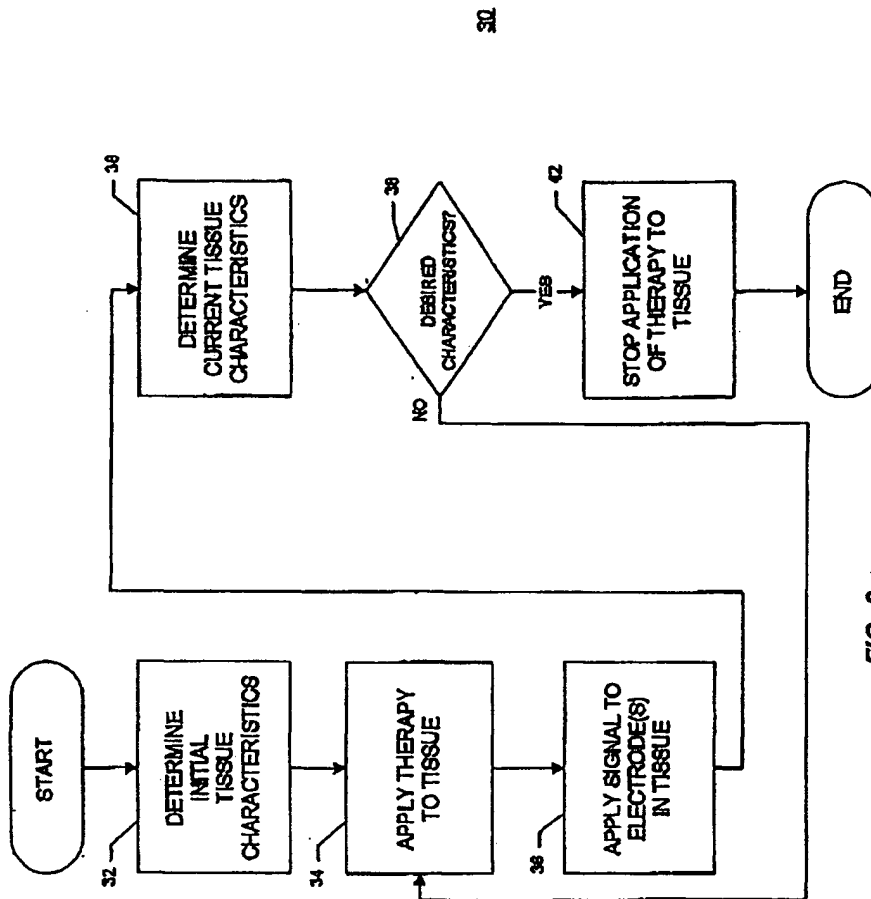 START
32
DETERMINE
INITIAL
TISSUE
CHARACTERISTICS
34
APPLY THERAPY
TO TISSUE
36
APPLY SIGNAL TO
ELECTRODE(S)
IN TISSUE
38
DETERMINE
CURRENT TISSUE
CHARACTERISTICS
38
DESIRED
CHARACTERISTICS?
NO
YES
42
STOP APPLICATION
OF THERAPY TO
TISSUE
END
30